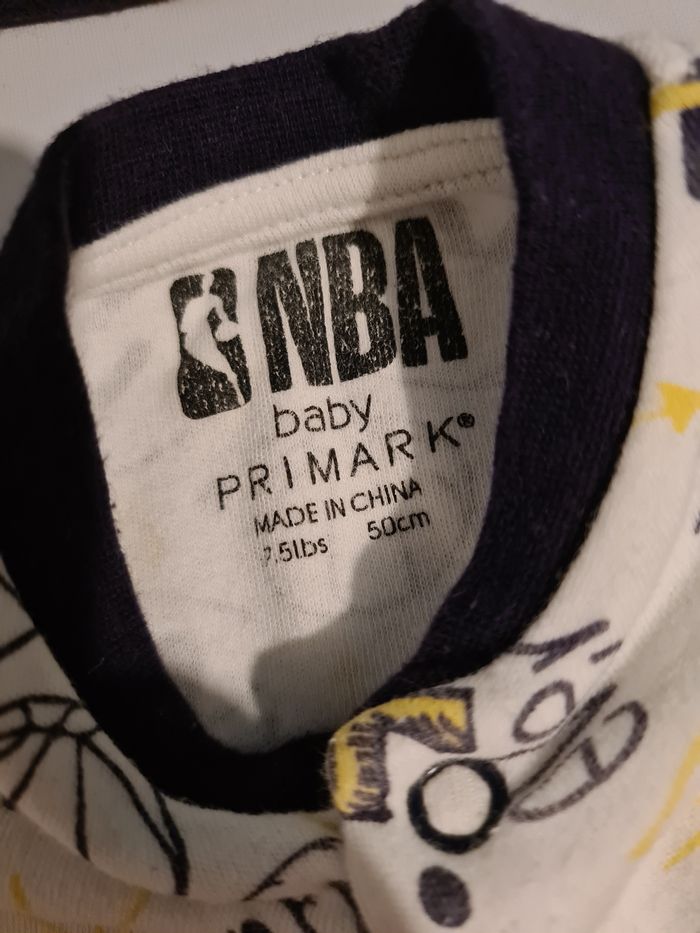 NBA
baby
PRIMARK®
MADE IN CHINA
7.5lbs 50cm